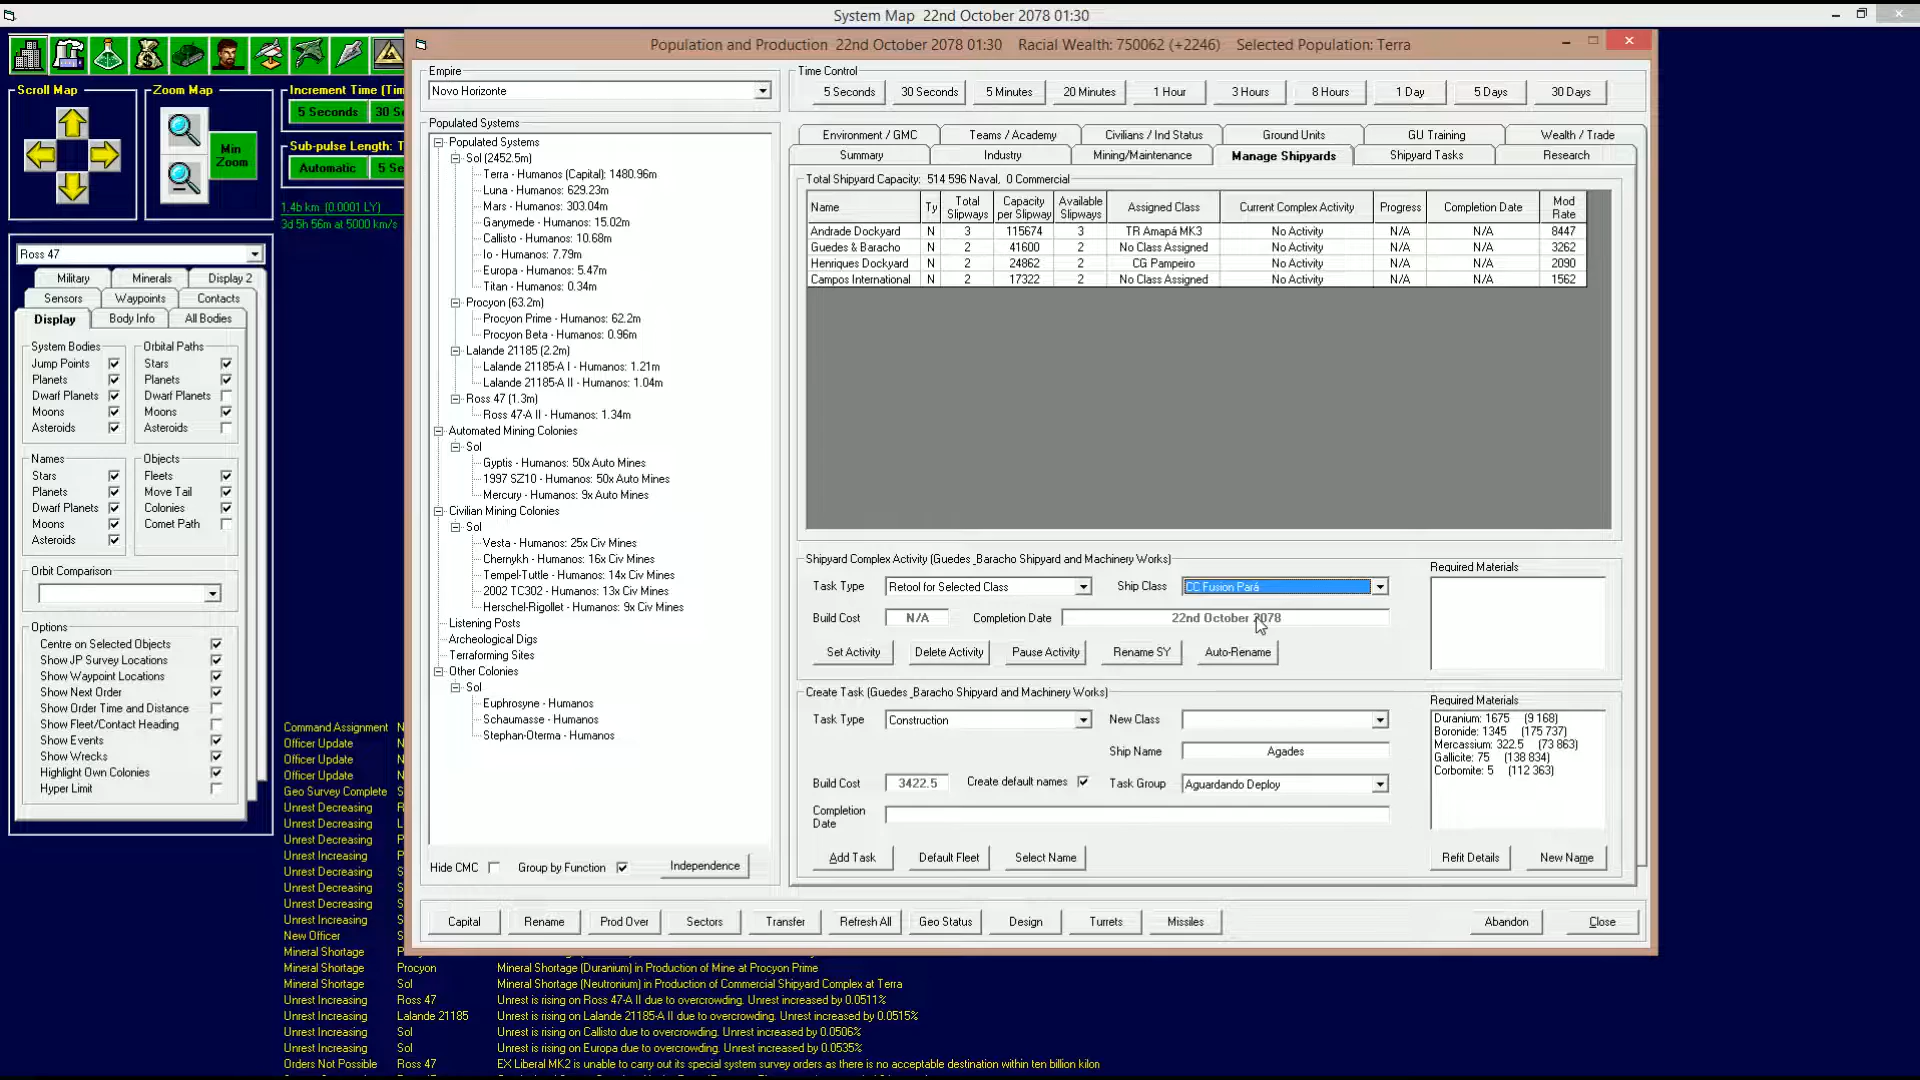 System Map 22nd October 2078 01:30
Population and Production 22nd October 2078 01:30 Racial Wealth: 750062 (+2246) Selected Population: Terra
Scroll Map
Zoom Map
Min Zoom
Increment Time (Tim
5 Seconds
30 S
Sub-pulse Length: T
Automatic
5 Se
1.4b km (0.0001 LY)
3d 5h 56m at 5000 km/s
Ross 47
Military Minerals Display 2
Sensors Waypoints Contacts
Display Body Info All Bodies
System Bodies
Jump Points
Planets
Dwarf Planets
Moons
Asteroids
Orbital Paths
Stars
Planets
Dwarf Planets
Moons
Asteroids
Names
Stars
Planets
Dwarf Planets
Moons
Asteroids
Objects
Fleets
Move Tail
Colonies
Comet Path
Orbit Comparison
Options
Centre on Selected Objects
Show JP Survey Locations
Show Waypoint Locations
Show Next Order
Show Order Time and Distance
Show Fleet/Contact Heading
Show Events
Show Wrecks
Highlight Own Colonies
Hyper Limit
Empire
Novo Horizonte
Populated Systems
Populated Systems
Sol (2452.5m)
Terra - Humanos (Capital): 1480.96m
Luna - Humanos: 629.23m
Mars - Humanos: 303.04m
Ganymede - Humanos: 15.02m
Callisto - Humanos: 10.68m
Io - Humanos: 7.79m
Europa - Humanos: 5.47m
Titan - Humanos: 0.34m
Procyon (63.2m)
Procyon Prime - Humanos: 62.2m
Procyon Beta - Humanos: 0.96m
Lalande 21185 (2.2m)
Lalande 21185-A I - Humanos: 1.21m
Lalande 21185-A II - Humanos: 1.04m
Ross 47 (1.3m)
Ross 47-A II - Humanos: 1.34m
Automated Mining Colonies
Sol
Gyptis - Humanos: 50x Auto Mines
1997 SZ10 - Humanos: 50x Auto Mines
Mercury - Humanos: 9x Auto Mines
Civilian Mining Colonies
Sol
Vesta - Humanos: 25x Civ Mines
Chernykh - Humanos: 16x Civ Mines
Tempel-Tuttle - Humanos: 14x Civ Mines
2002 TC302 - Humanos: 13x Civ Mines
Herschel-Rigollet - Humanos: 9x Civ Mines
Listening Posts
Archeological Digs
Terraforming Sites
Other Colonies
Sol
Euphrosyne - Humanos
Schaumasse - Humanos
Stephan-Oterma - Humanos
Hide CMC Group by Function Independence
Time Control
5 Seconds 30 Seconds 5 Minutes 20 Minutes 1 Hour 3 Hours 8 Hours 1 Day 5 Days 30 Days
Environment / GMC Teams / Academy Civilians / Ind Status Ground Units GU Training Wealth / Trade
Summary Industry Mining/Maintenance Manage Shipyards Shipyard Tasks Research
Total Shipyard Capacity: 514 596 Naval, 0 Commercial
Name Ty Total Slipways Capacity per Slipway Available Slipways Assigned Class Current Complex Activity Progress Completion Date Mod Rate
Andrade Dockyard N 3 115674 3 TR Amapá MK3 No Activity N/A N/A 8447
Guedes & Baracho N 2 41600 2 No Class Assigned No Activity N/A N/A 3262
Henriques Dockyard N 2 24862 2 CG Pampeiro No Activity N/A N/A 2090
Campos International N 2 17322 2 No Class Assigned No Activity N/A N/A 1562
Shipyard Complex Activity (Guedes _Baracho Shipyard and Machinery Works)
Task Type Retool for Selected Class Ship Class CC Fusion Pará
Build Cost N/A Completion Date 22nd October 2078
Set Activity Delete Activity Pause Activity Rename SY Auto-Rename
Required Materials
Create Task (Guedes _Baracho Shipyard and Machinery Works)
Task Type Construction New Class
Ship Name Agades
Build Cost 3422.5 Create default names Task Group Aguardando Deploy
Completion Date
Add Task Default Fleet Select Name
Required Materials
Duranium: 1675 (9 168)
Boronide: 1345 (175 737)
Mercassium: 322.5 (73 863)
Gallicite: 75 (138 834)
Corbomite: 5 (112 363)
Refit Details New Name
Capital Rename Prod Over Sectors Transfer Refresh All Geo Status Design Turrets Missiles Abandon Close
Command Assignment N
Officer Update N
Officer Update N
Officer Update N
Geo Survey Complete S
Unrest Decreasing R
Unrest Decreasing L
Unrest Decreasing P
Unrest Increasing P
Unrest Decreasing S
Unrest Decreasing S
Unrest Decreasing S
Unrest Increasing S
New Officer N
Mineral Shortage P
Mineral Shortage Procyon Mineral Shortage (Duranium) in Production of Mine at Procyon Prime
Mineral Shortage Sol Mineral Shortage (Neutronium) in Production of Commercial Shipyard Complex at Terra
Unrest Increasing Ross 47 Unrest is rising on Ross 47-A II due to overcrowding. Unrest increased by 0.0511%
Unrest Increasing Lalande 21185 Unrest is rising on Lalande 21185-A II due to overcrowding. Unrest increased by 0.0515%
Unrest Increasing Sol Unrest is rising on Callisto due to overcrowding. Unrest increased by 0.0506%
Unrest Increasing Sol Unrest is rising on Europa due to overcrowding. Unrest increased by 0.0535%
Orders Not Possible Ross 47 EX Liberal MK2 is unable to carry out its special system survey orders as there is no acceptable destination within ten billion kilon